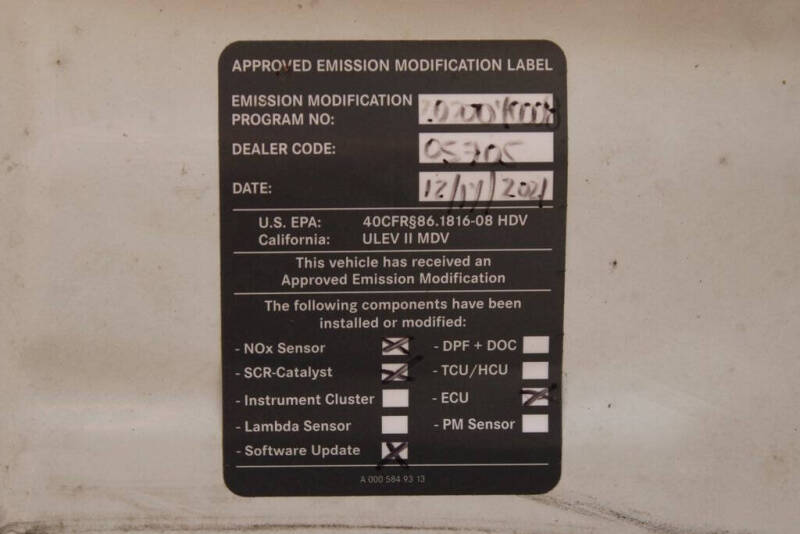 APPROVED EMISSION MODIFICATION LABEL
EMISSION MODIFICATION
PROGRAM NO:
DEALER CODE: 05705
DATE: 12/17/2021
U.S. EPA: 40CFR§86.1816-08 HDV
California: ULEV II MDV
This vehicle has received an
Approved Emission Modification
The following components have been
installed or modified:
- NOx Sensor - DPF + DOC
- SCR-Catalyst - TCU/HCU
- Instrument Cluster - ECU
- Lambda Sensor - PM Sensor
- Software Update
A 000 584 93 13